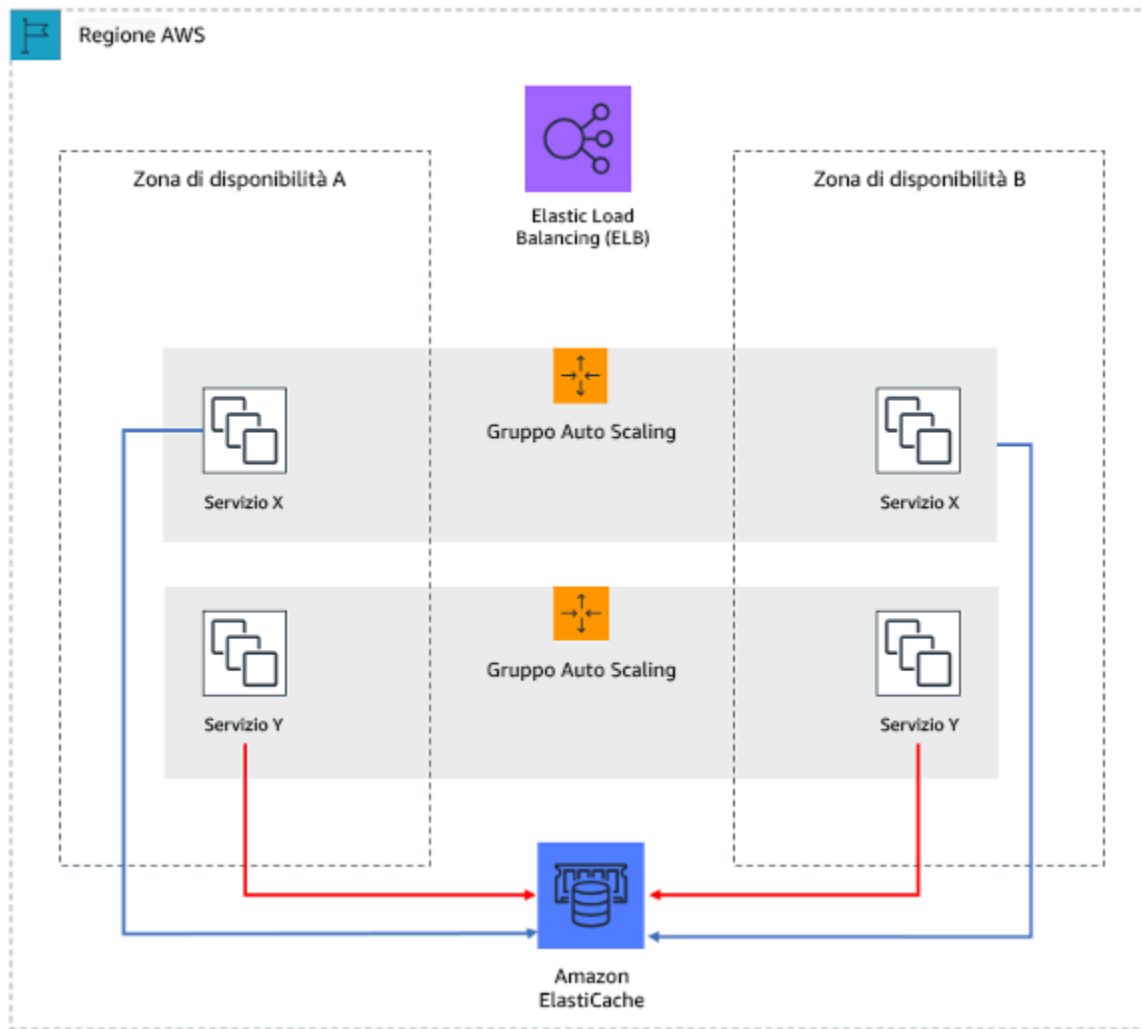 Regione AWS
Zona di disponibilità A
Zona di disponibilità B
Elastic Load
Balancing (ELB)
Gruppo Auto Scaling
Servizio X
Servizio X
Gruppo Auto Scaling
Servizio Y
Servizio Y
Amazon
ElastiCache